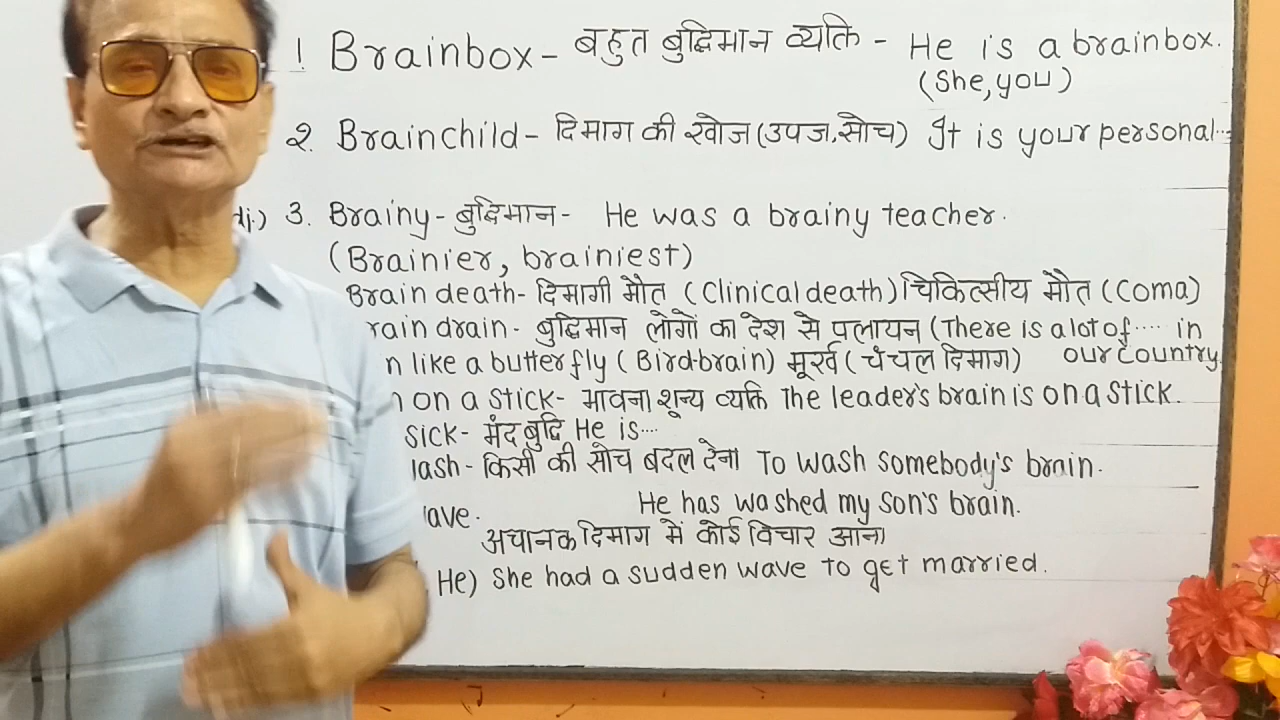 1 Brainbox - बहुत बुद्धिमान व्यक्ति - He is a brainbox.
(She, you)
2. Brainchild - दिमाग की खोज (उपज, सोच) It is your personal...
3. Brainy - बुद्धिमान - He was a brainy teacher.
(Brainier, brainiest)
Brain death - दिमागी मौत (Clinical death) चिकित्सीय मौत (Coma)
rain drain - बुद्धिमान लोगों का देश से पलायन (There is a lot of .... in
n like a butterfly (Bird-brain) मूर्ख (चंचल दिमाग) our country
on a stick - भावना शून्य व्यक्ति The leader's brain is on a stick.
sick - मंद बुद्धि He is....
ash - किसी की सोच बदल देना To wash somebody's brain.
ave. He has washed my son's brain.
अचानक दिमाग में कोई विचार आना
He) She had a sudden wave to get married.